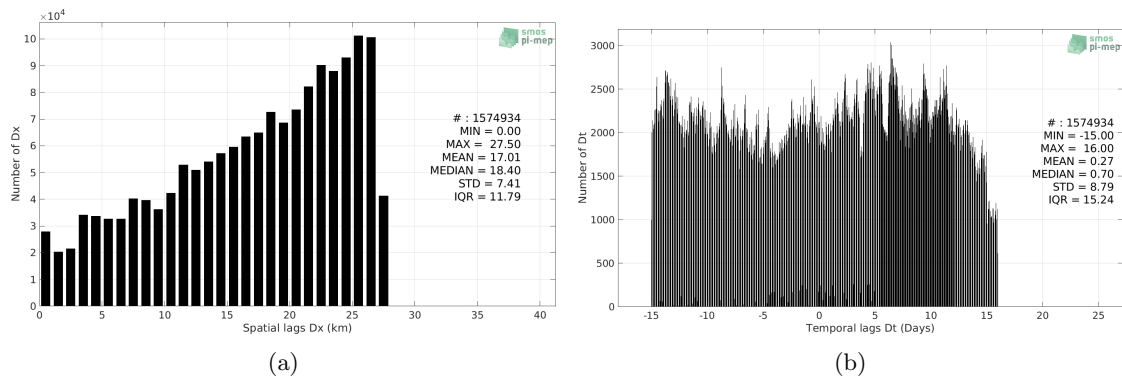 ×10⁴
10
9
8
7
6
5
4
3
2
1
0
Number of Dx
0 5 10 15 20 25 30 35 40
Spatial lags Dx (km)
smos
pi-mep
# : 1574934
MIN = 0.00
MAX = 27.50
MEAN = 17.01
MEDIAN = 18.40
STD = 7.41
IQR = 11.79
(a)
3000
2500
2000
1500
1000
500
0
Number of Dt
-15 -10 -5 0 5 10 15 20 25
Temporal lags Dt (Days)
smos
pi-mep
# : 1574934
MIN = -15.00
MAX = 16.00
MEAN = 0.27
MEDIAN = 0.70
STD = 8.79
IQR = 15.24
(b)